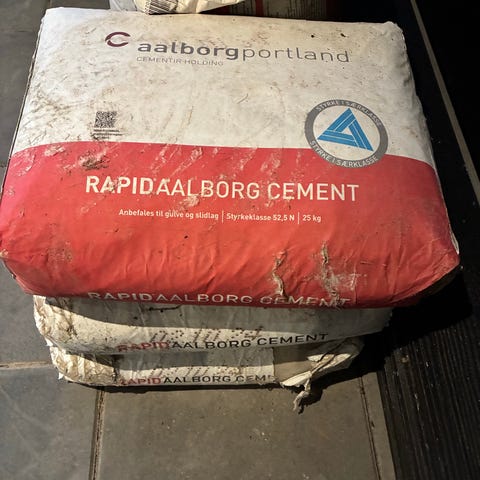 aalborgportland
CEMENTIR HOLDING
STYRKE I SÆRKLASSE
STYRKE I SÆRKLASSE
RAPIDAALBORG CEMENT
Anbefales til gulve og slidlag | Styrkeklasse 52,5 N | 25 kg
RAPIDAALBORG CEMENT
RAPIDAALBORG CEMENT
RAPIDAALBORG CEM